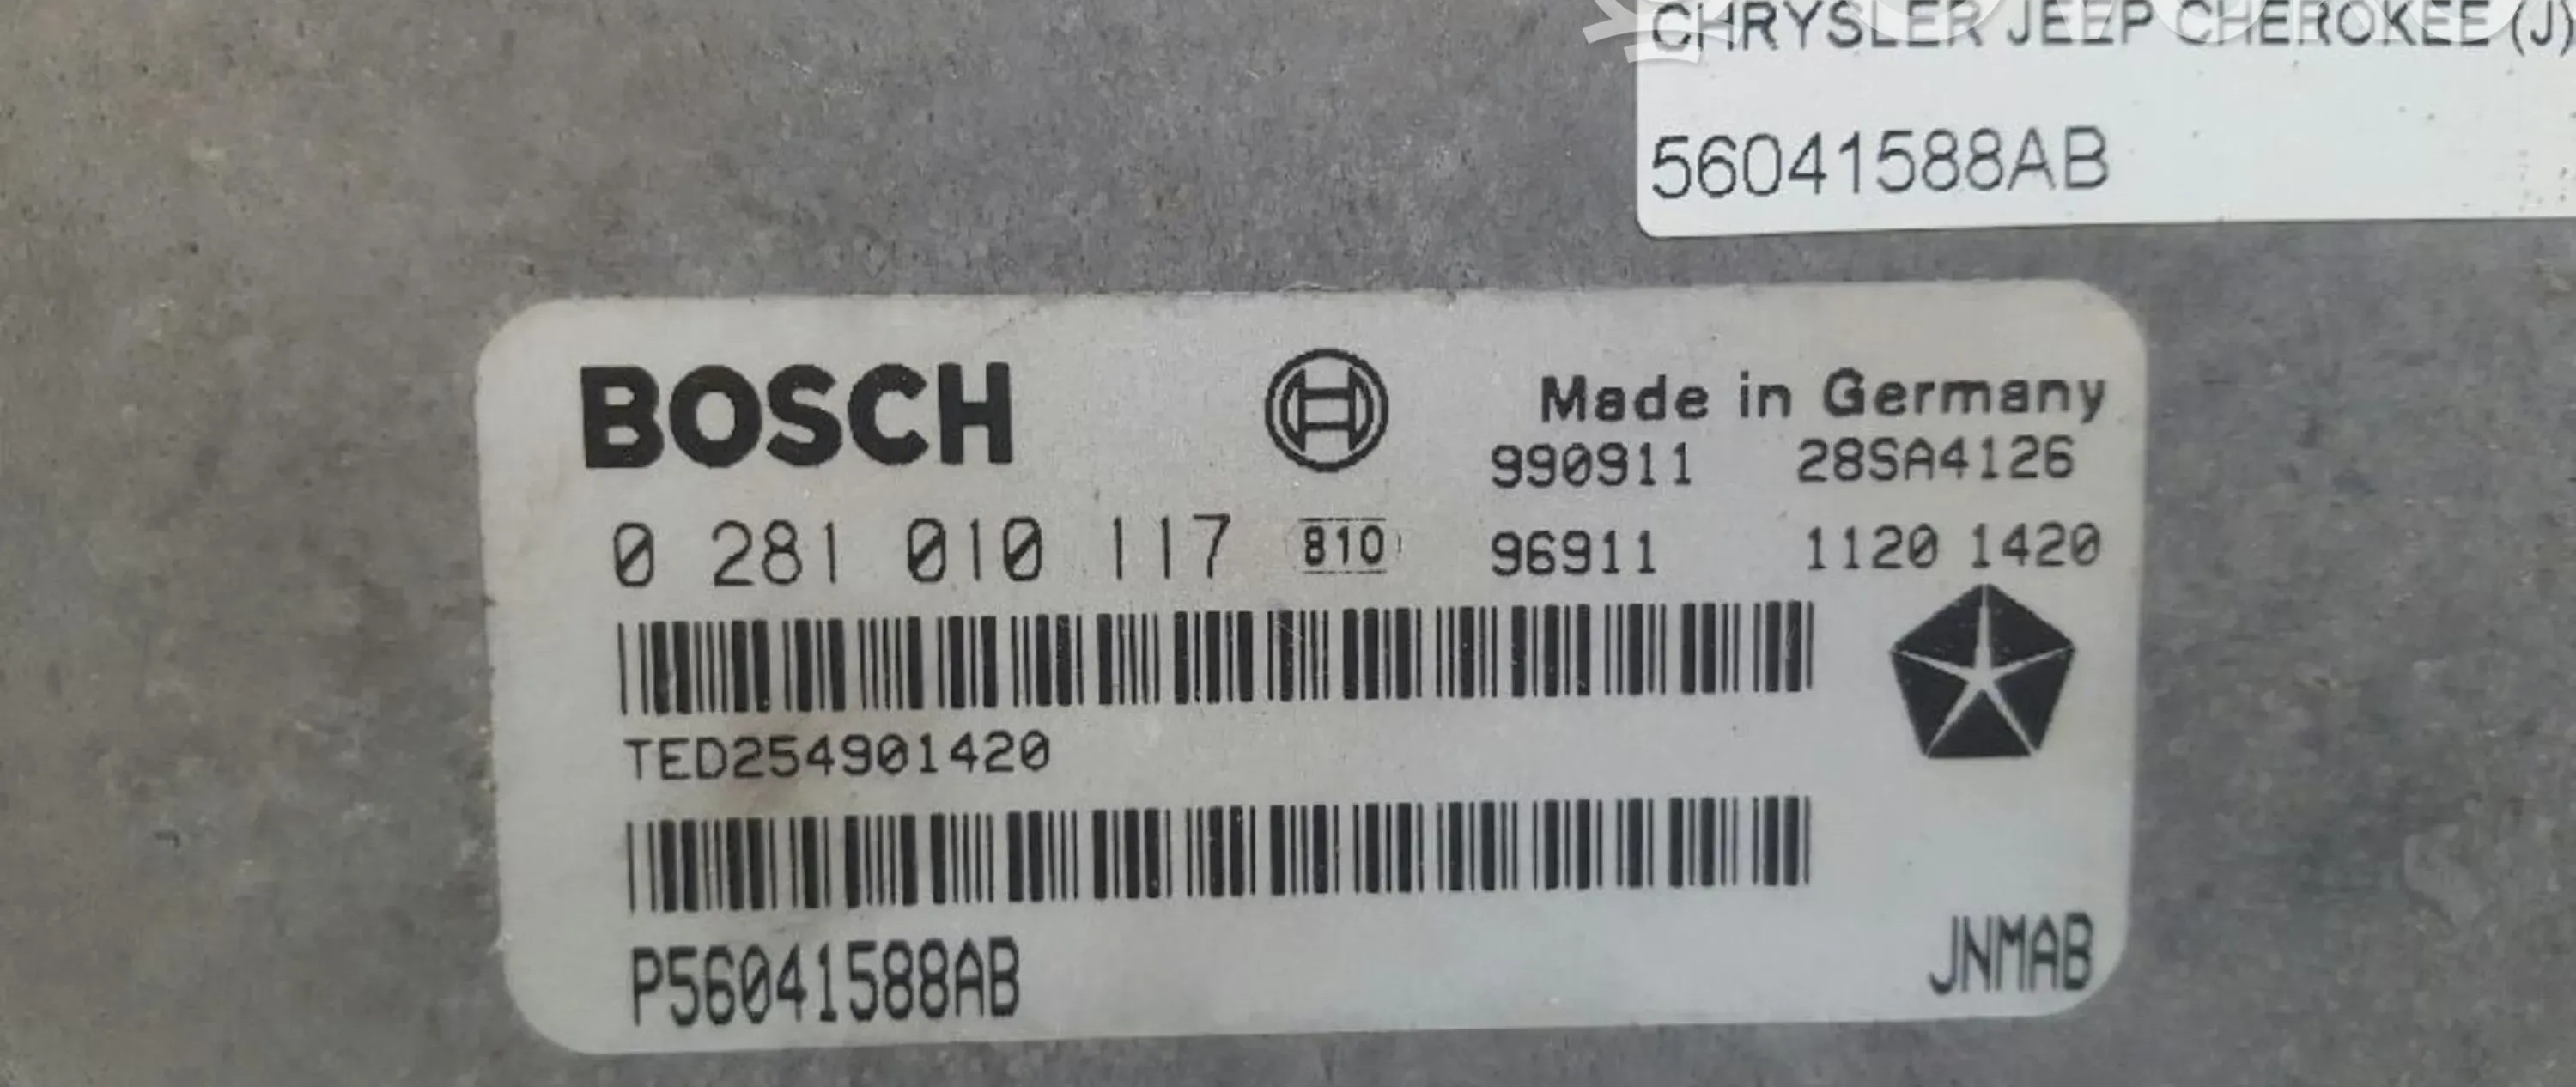 CHRYSLER JEEP CHEROKEE (J)
56041588AB
BOSCH
Made in Germany
990911 28SA4126
0 281 010 117 810 96911 1120 1420
TED254901420
P56041588AB
JNMAB